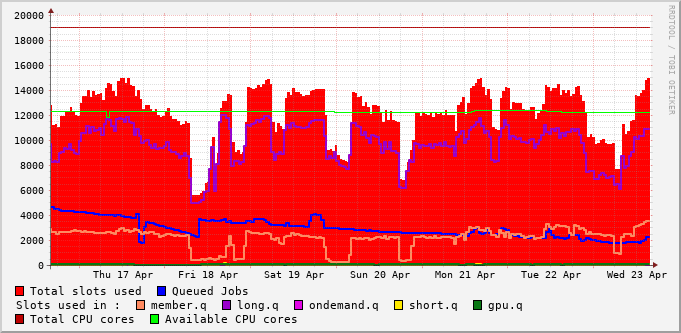 20000
18000
16000
14000
12000
10000
8000
6000
4000
2000
0
Thu 17 Apr Fri 18 Apr Sat 19 Apr Sun 20 Apr Mon 21 Apr Tue 22 Apr Wed 23 Apr
Total slots used Queued Jobs
Slots used in : member.q long.q ondemand.q short.q gpu.q
Total CPU cores Available CPU cores
RRDTOOL / TOBI OETIKER